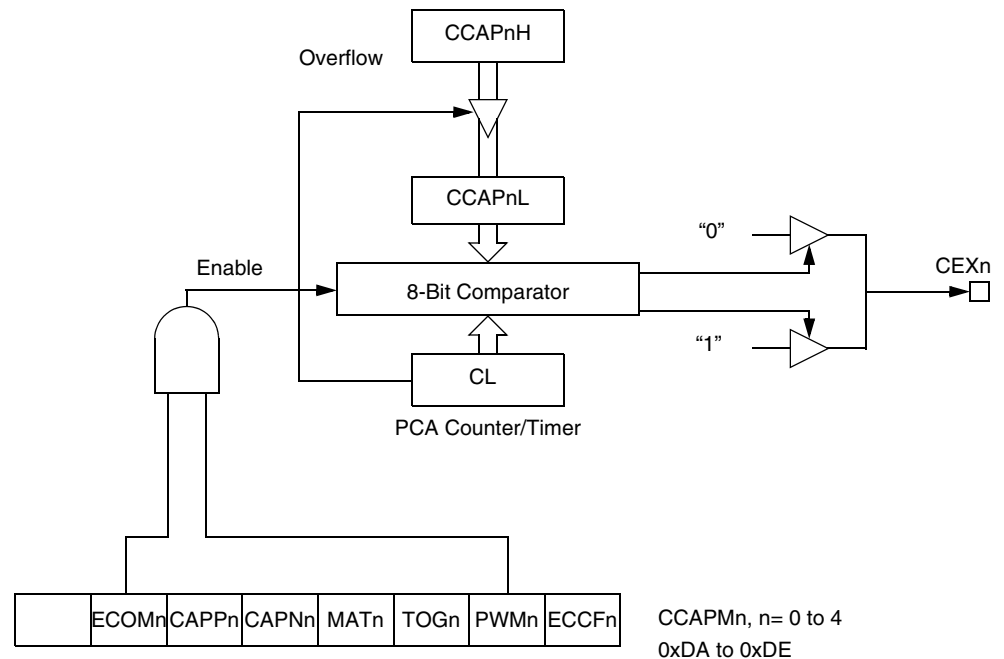 CCAPnH
Overflow
CCAPnL
“0”
Enable
CEXn
8-Bit Comparator
“1”
CL
PCA Counter/Timer
ECOMn CAPPn CAPNn MATn TOGn PWMn ECCFn
CCAPMn, n= 0 to 4
0xDA to 0xDE